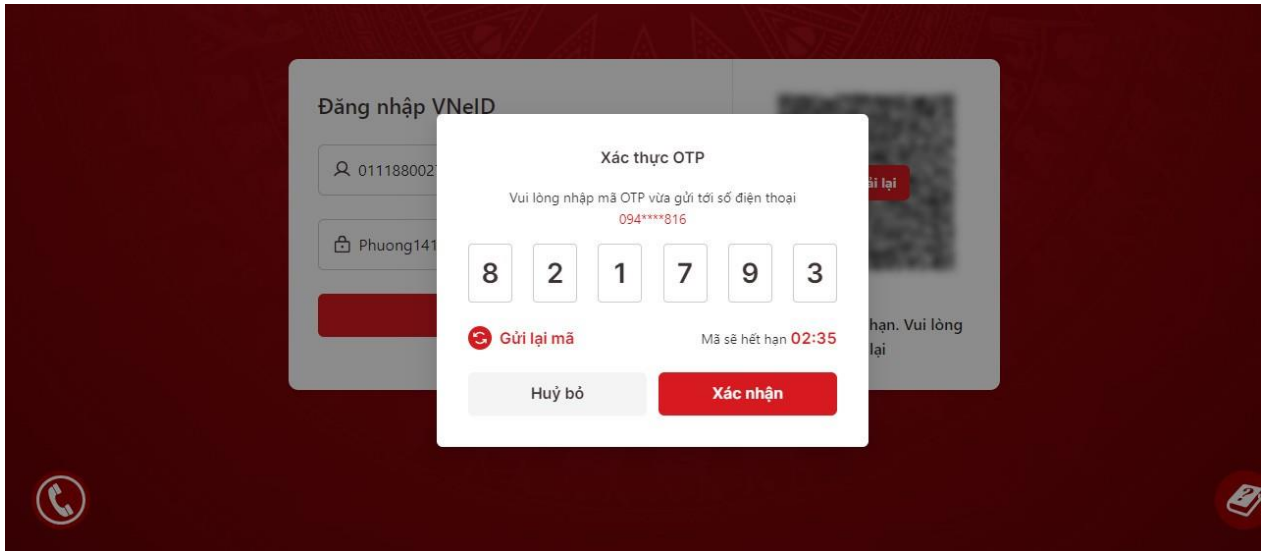 Đăng nhập VNeID
011188002
Phuong141
Xác thực OTP
Vui lòng nhập mã OTP vừa gửi tới số điện thoại
094****816
8 2 1 7 9 3
Gửi lại mã
Mã sẽ hết hạn 02:35
Huỷ bỏ
Xác nhận
lại
hạn. Vui lòng
lại